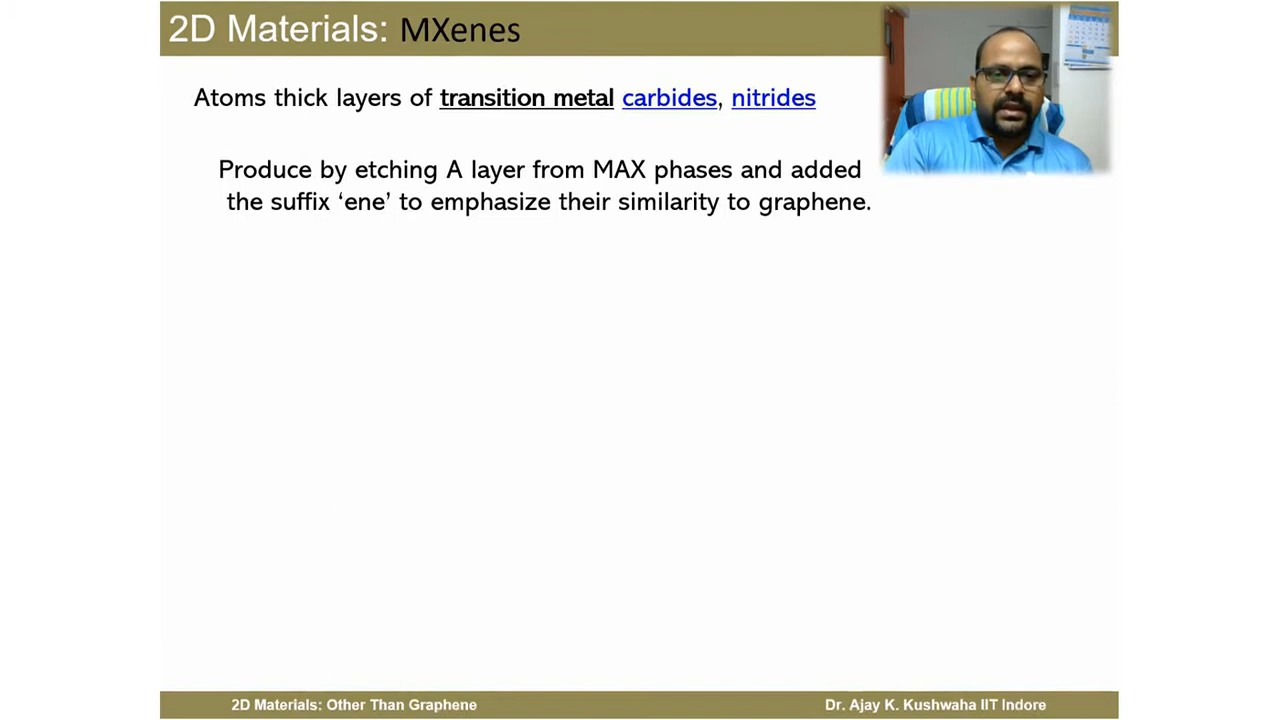 2D Materials: MXenes
Atoms thick layers of transition metal carbides, nitrides
Produce by etching A layer from MAX phases and added
the suffix ‘ene’ to emphasize their similarity to graphene.
2D Materials: Other Than Graphene
Dr. Ajay K. Kushwaha IIT Indore